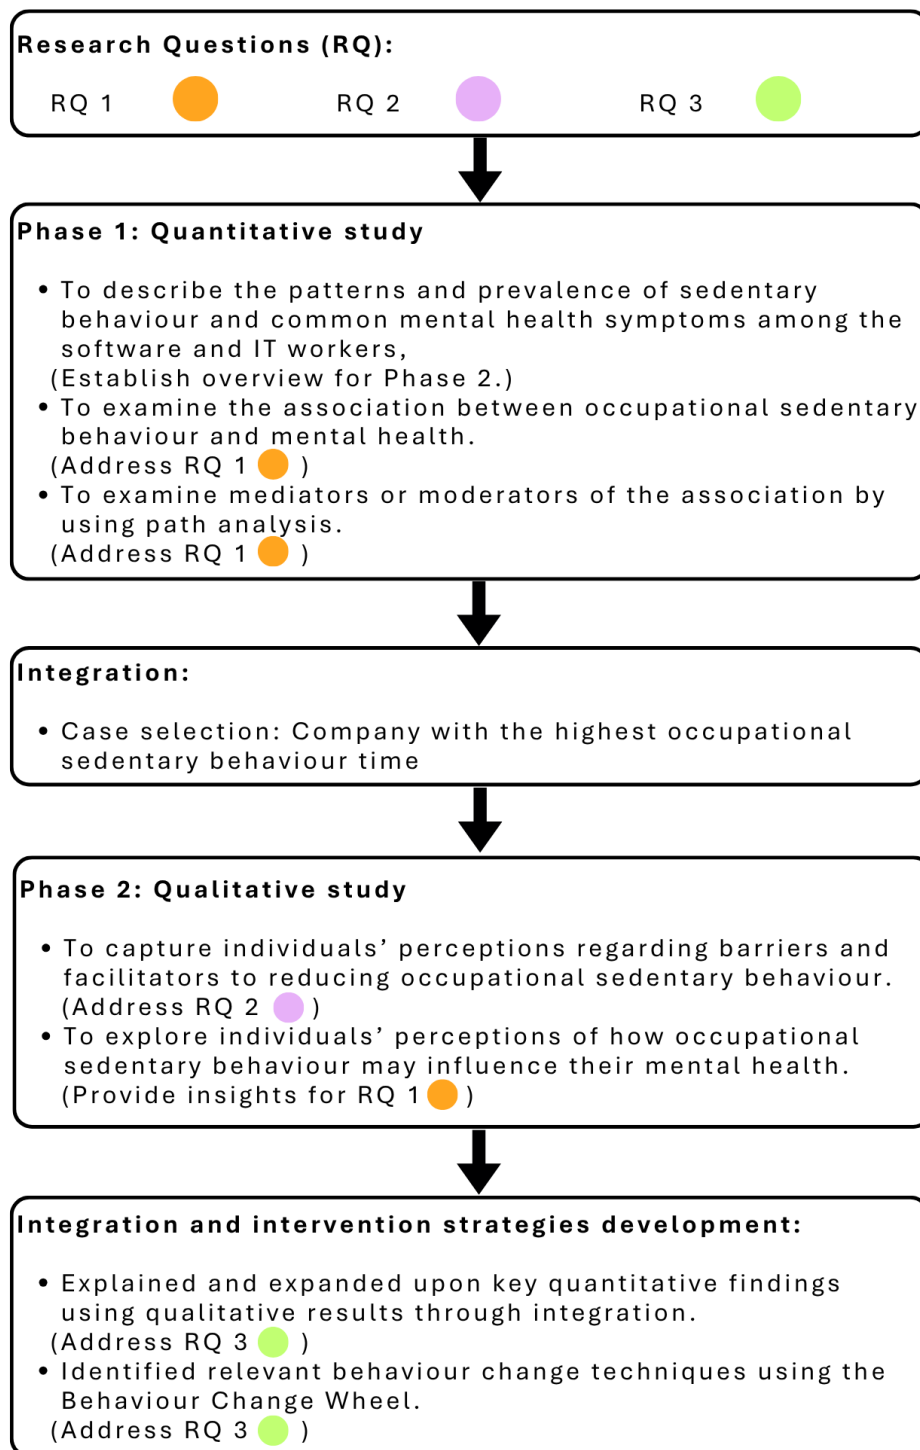 Research Questions (RQ):
RQ 1 RQ 2 RQ 3
Phase 1: Quantitative study
• To describe the patterns and prevalence of sedentary
behaviour and common mental health symptoms among the
software and IT workers,
(Establish overview for Phase 2.)
• To examine the association between occupational sedentary
behaviour and mental health.
(Address RQ 1 )
• To examine mediators or moderators of the association by
using path analysis.
(Address RQ 1 )
Integration:
• Case selection: Company with the highest occupational
sedentary behaviour time
Phase 2: Qualitative study
• To capture individuals’ perceptions regarding barriers and
facilitators to reducing occupational sedentary behaviour.
(Address RQ 2 )
• To explore individuals’ perceptions of how occupational
sedentary behaviour may influence their mental health.
(Provide insights for RQ 1 )
Integration and intervention strategies development:
• Explained and expanded upon key quantitative findings
using qualitative results through integration.
(Address RQ 3 )
• Identified relevant behaviour change techniques using the
Behaviour Change Wheel.
(Address RQ 3 )